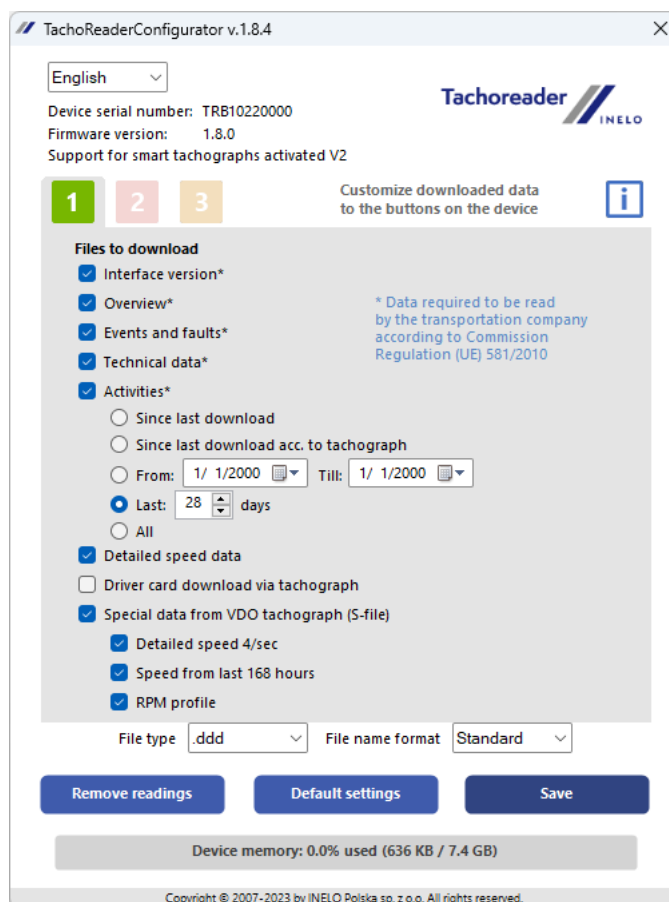 TachoReaderConfigurator v.1.8.4
English
Tachoreader
INELO
Device serial number: TRB10220000
Firmware version: 1.8.0
Support for smart tachographs activated V2
1 2 3
Customize downloaded data
to the buttons on the device
i
Files to download
Interface version*
Overview*
Events and faults*
Technical data*
* Data required to be read
by the transportation company
according to Commission
Regulation (UE) 581/2010
Activities*
Since last download
Since last download acc. to tachograph
From: 1/ 1/2000 Till: 1/ 1/2000
Last: 28 days
All
Detailed speed data
Driver card download via tachograph
Special data from VDO tachograph (S-file)
Detailed speed 4/sec
Speed from last 168 hours
RPM profile
File type .ddd File name format Standard
Remove readings Default settings Save
Device memory: 0.0% used (636 KB / 7.4 GB)
Copyright © 2007-2023 by INELO Polska sp. z o.o. All rights reserved.